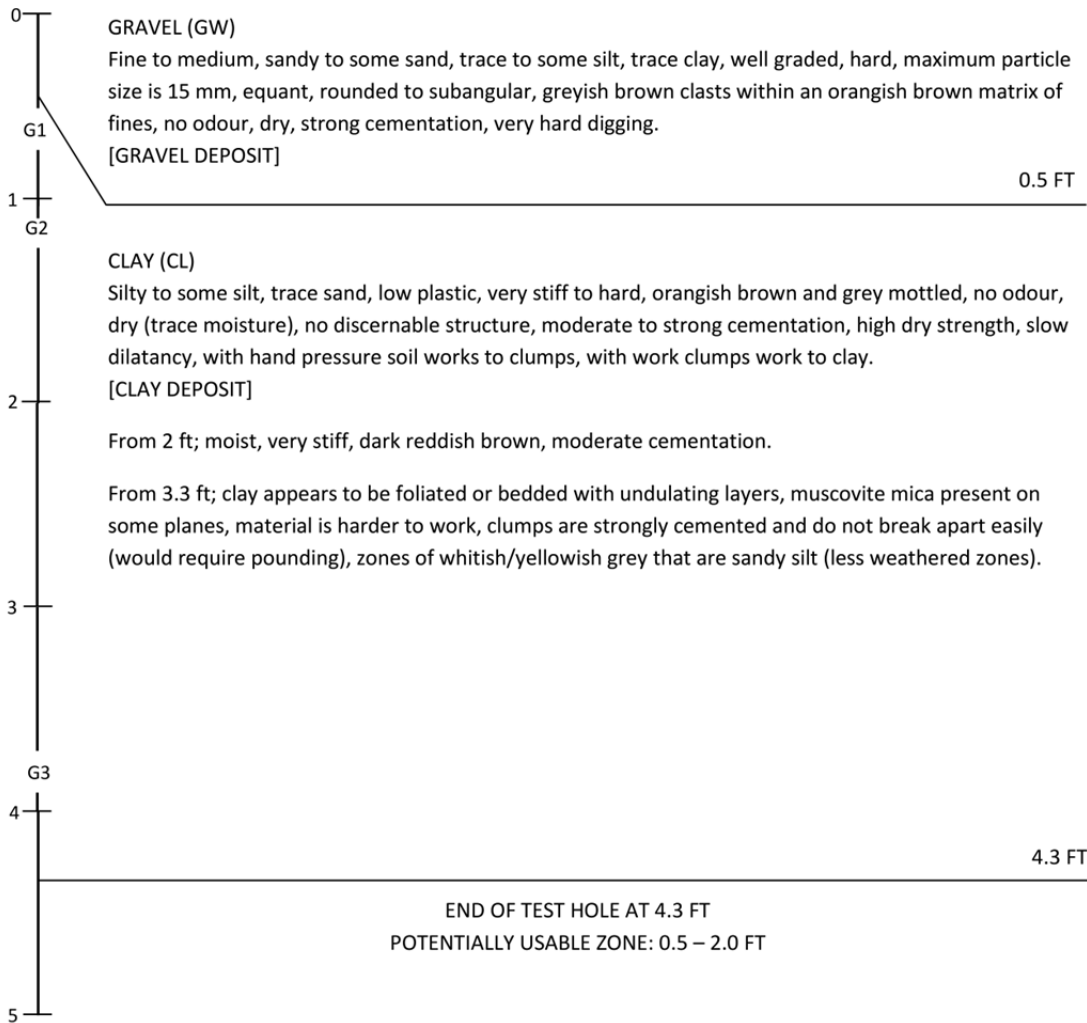 0
GRAVEL (GW)
Fine to medium, sandy to some sand, trace to some silt, trace clay, well graded, hard, maximum particle
size is 15 mm, equant, rounded to subangular, greyish brown clasts within an orangish brown matrix of
fines, no odour, dry, strong cementation, very hard digging.
G1
[GRAVEL DEPOSIT]
0.5 FT
1
G2
CLAY (CL)
Silty to some silt, trace sand, low plastic, very stiff to hard, orangish brown and grey mottled, no odour,
dry (trace moisture), no discernable structure, moderate to strong cementation, high dry strength, slow
dilatancy, with hand pressure soil works to clumps, with work clumps work to clay.
[CLAY DEPOSIT]
2
From 2 ft; moist, very stiff, dark reddish brown, moderate cementation.
From 3.3 ft; clay appears to be foliated or bedded with undulating layers, muscovite mica present on
some planes, material is harder to work, clumps are strongly cemented and do not break apart easily
(would require pounding), zones of whitish/yellowish grey that are sandy silt (less weathered zones).
3
G3
4
4.3 FT
END OF TEST HOLE AT 4.3 FT
POTENTIALLY USABLE ZONE: 0.5 – 2.0 FT
5